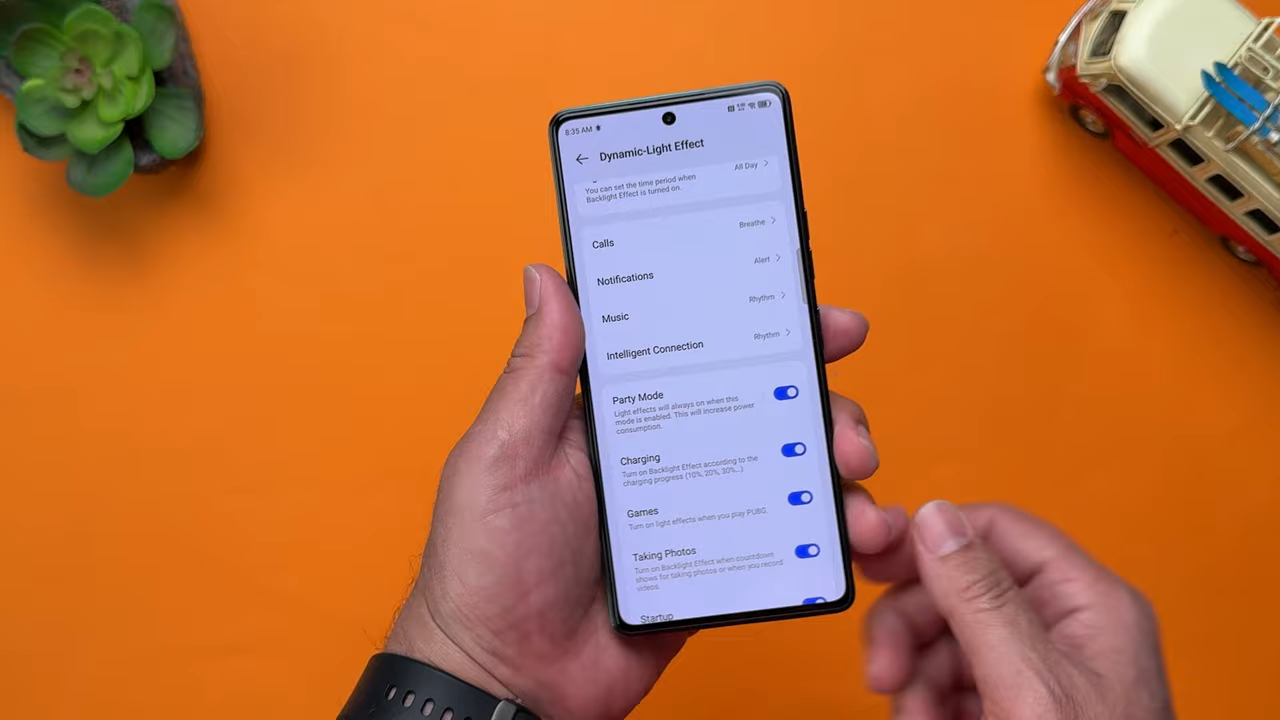 8:35 AM
Dynamic-Light Effect
All Day
You can set the time period when
Backlight Effect is turned on.
Calls
Breathe
Notifications
Alert
Music
Rhythm
Intelligent Connection
Rhythm
Party Mode
Light effects will always on when this
mode is enabled. This will increase power
consumption.
Charging
Turn on Backlight Effect according to the
charging progress (10%, 20%, 30%...)
Games
Turn on light effects when you play PUBG.
Taking Photos
Turn on Backlight Effect when countdown
shows for taking photos or when you record
videos.
Startup